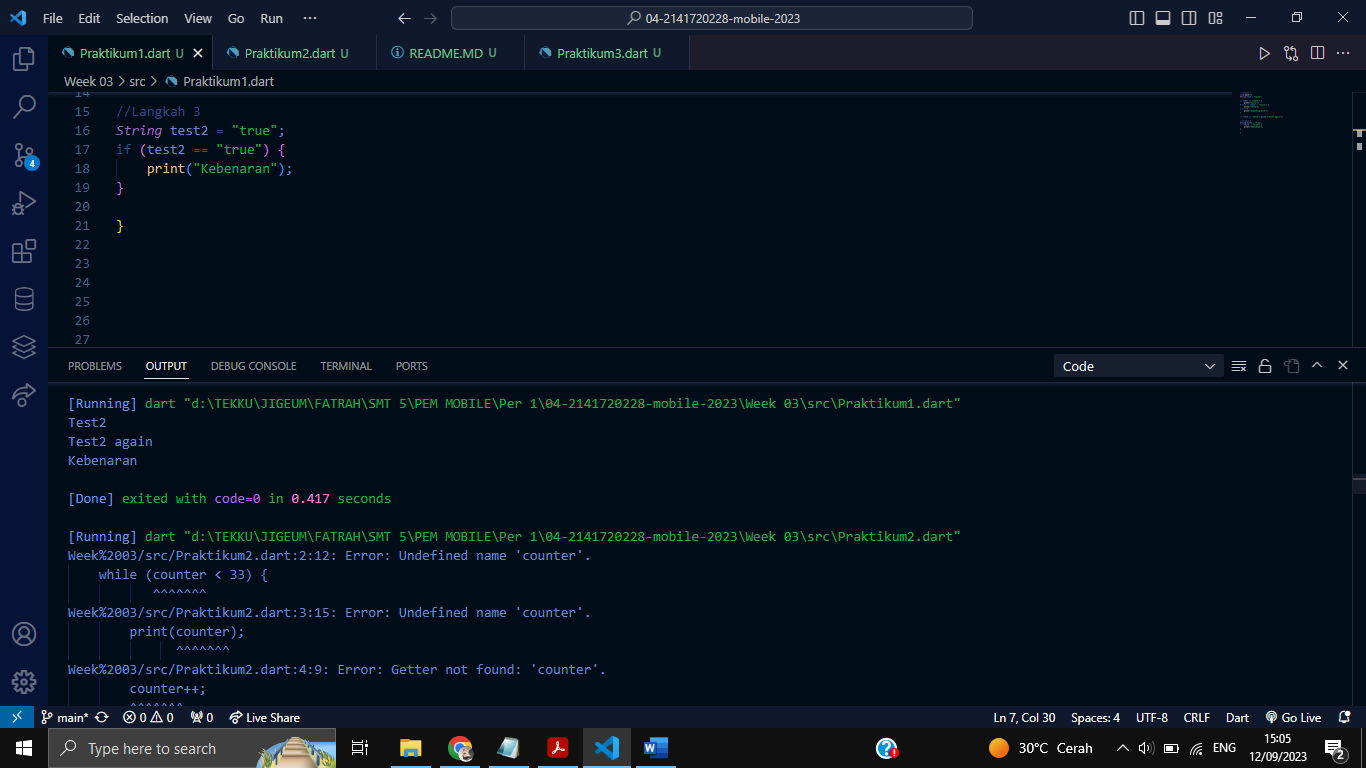 File Edit Selection View Go Run ··· 04-2141720228-mobile-2023
Praktikum1.dart U Praktikum2.dart U README.MD U Praktikum3.dart U
Week 03 > src > Praktikum1.dart
14
15 //Langkah 3
16 String test2 = "true";
17 if (test2 == "true") {
18 print("Kebenaran");
19 }
20
21 }
22
23
24
25
26
27
PROBLEMS OUTPUT DEBUG CONSOLE TERMINAL PORTS Code
[Running] dart "d:\TEKKU\JIGEUM\FATRAH\SMT 5\PEM MOBILE\Per 1\04-2141720228-mobile-2023\Week 03\src\Praktikum1.dart"
Test2
Test2 again
Kebenaran
[Done] exited with code=0 in 0.417 seconds
[Running] dart "d:\TEKKU\JIGEUM\FATRAH\SMT 5\PEM MOBILE\Per 1\04-2141720228-mobile-2023\Week 03\src\Praktikum2.dart"
Week%2003/src/Praktikum2.dart:2:12: Error: Undefined name 'counter'.
while (counter < 33) {
^^^^^^^
Week%2003/src/Praktikum2.dart:3:15: Error: Undefined name 'counter'.
print(counter);
^^^^^^^
Week%2003/src/Praktikum2.dart:4:9: Error: Getter not found: 'counter'.
counter++;
^^^^^^^
4
main* 0 0 0 Live Share Ln 7, Col 30 Spaces: 4 UTF-8 CRLF Dart Go Live
Type here to search 30°C Cerah ENG 15:05
12/09/2023
2